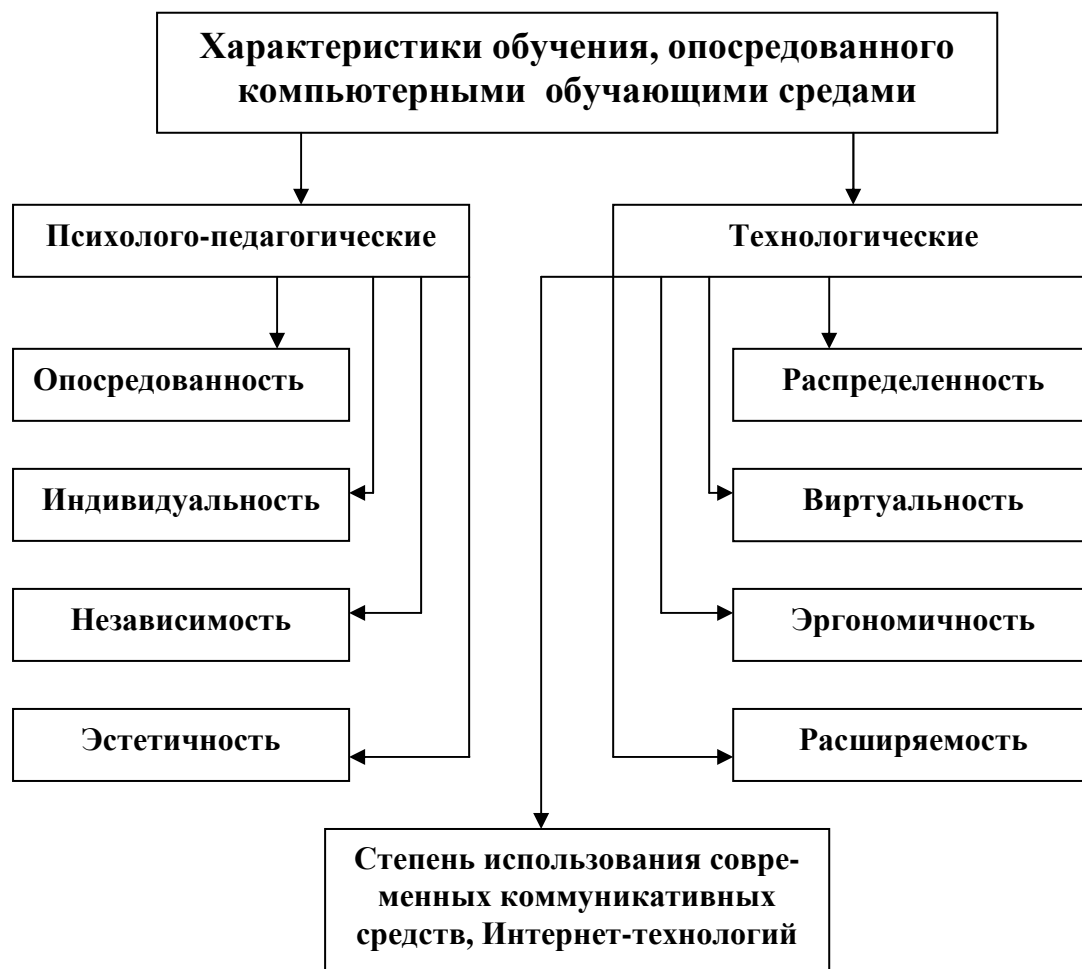 Характеристики обучения, опосредованного
компьютерными обучающими средами
Психолого-педагогические
Технологические
Опосредованность
Распределенность
Индивидуальность
Виртуальность
Независимость
Эргономичность
Эстетичность
Расширяемость
Степень использования совре-
менных коммуникативных
средств, Интернет-технологий